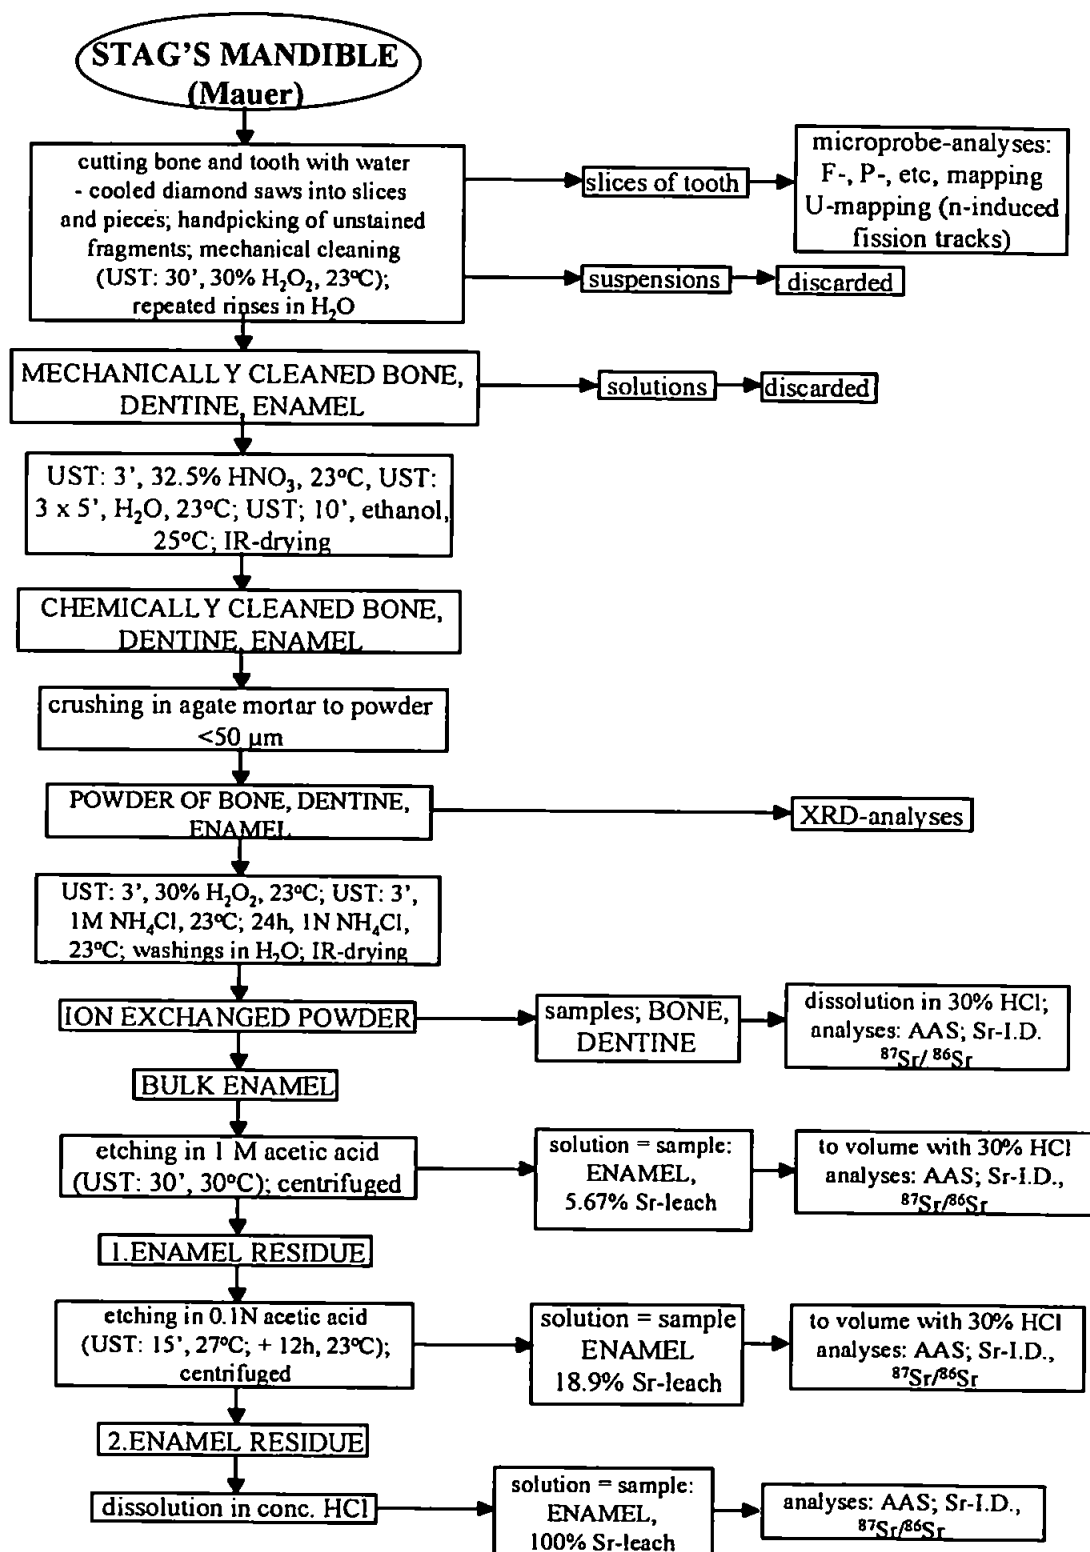 STAG'S MANDIBLE
(Mauer)
cutting bone and tooth with water
- cooled diamond saws into slices
and pieces; handpicking of unstained
fragments; mechanical cleaning
(UST: 30', 30% H₂O₂, 23ºC);
repeated rinses in H₂O
slices of tooth
microprobe-analyses:
F-, P-, etc, mapping
U-mapping (n-induced
fission tracks)
suspensions
discarded
MECHANICALLY CLEANED BONE,
DENTINE, ENAMEL
solutions
discarded
UST: 3', 32.5% HNO₃, 23ºC, UST:
3 x 5', H₂O, 23ºC; UST; 10', ethanol,
25ºC; IR-drying
CHEMICALLY CLEANED BONE,
DENTINE, ENAMEL
crushing in agate mortar to powder
<50 µm
POWDER OF BONE, DENTINE,
ENAMEL
XRD-analyses
UST: 3', 30% H₂O₂, 23ºC; UST: 3',
1M NH₄Cl, 23ºC; 24h, 1N NH₄Cl,
23ºC; washings in H₂O; IR-drying
ION EXCHANGED POWDER
samples; BONE,
DENTINE
dissolution in 30% HCl;
analyses: AAS; Sr-I.D.
⁸⁷Sr/ ⁸⁶Sr
BULK ENAMEL
etching in 1 M acetic acid
(UST: 30', 30ºC); centrifuged
solution = sample:
ENAMEL,
5.67% Sr-leach
to volume with 30% HCl
analyses: AAS; Sr-I.D.,
⁸⁷Sr/⁸⁶Sr
1.ENAMEL RESIDUE
etching in 0.1N acetic acid
(UST: 15', 27ºC; + 12h, 23ºC);
centrifuged
solution = sample
ENAMEL
18.9% Sr-leach
to volume with 30% HCl
analyses: AAS; Sr-I.D.,
⁸⁷Sr/⁸⁶Sr
2.ENAMEL RESIDUE
dissolution in conc. HCl
solution = sample:
ENAMEL,
100% Sr-leach
analyses: AAS; Sr-I.D.,
⁸⁷Sr/⁸⁶Sr